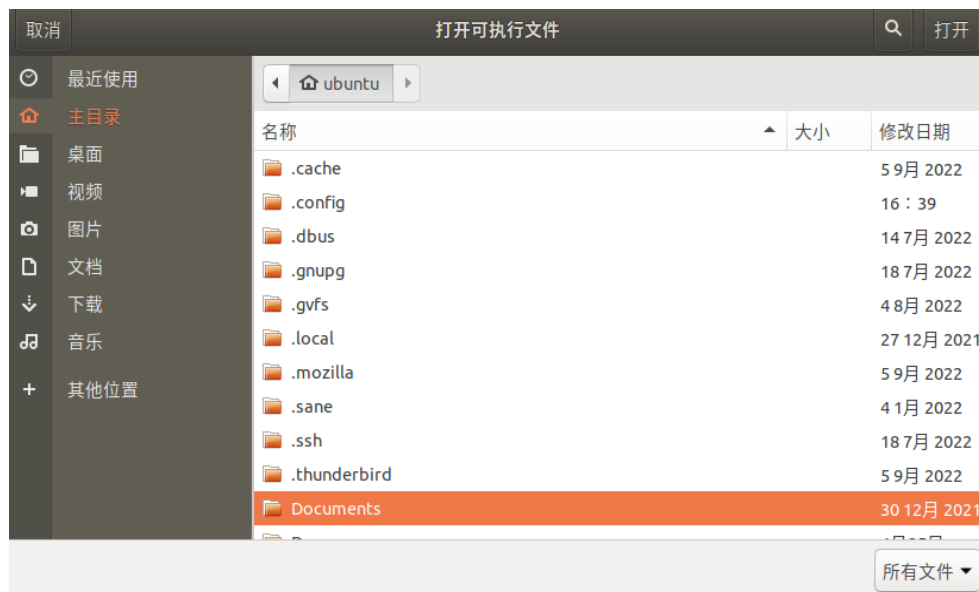 取消 打开可执行文件 打开
最近使用
主目录
桌面
视频
图片
文档
下载
音乐
其他位置
ubuntu
名称 大小 修改日期
.cache 5 9月 2022
.config 16：39
.dbus 14 7月 2022
.gnupg 18 7月 2022
.gvfs 4 8月 2022
.local 27 12月 2021
.mozilla 5 9月 2022
.sane 4 1月 2022
.ssh 18 7月 2022
.thunderbird 5 9月 2022
Documents 30 12月 2021
所有文件